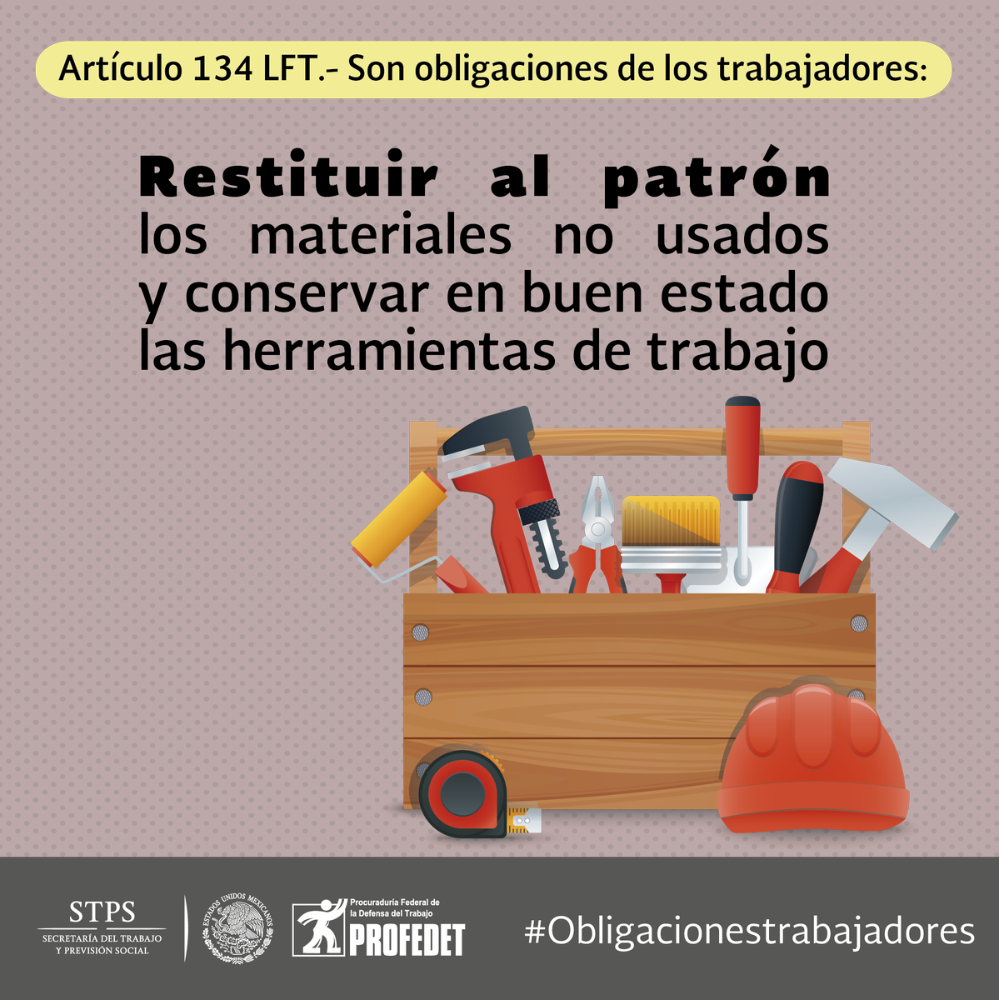 Artículo 134 LFT.- Son obligaciones de los trabajadores:
Restituir al patrón
los materiales no usados
y conservar en buen estado
las herramientas de trabajo
STPS
SECRETARÍA DEL TRABAJO
Y PREVISIÓN SOCIAL
ESTADOS UNIDOS MEXICANOS
Procuraduría Federal de
la Defensa del Trabajo
PROFEDET
#Obligacionestrabajadores